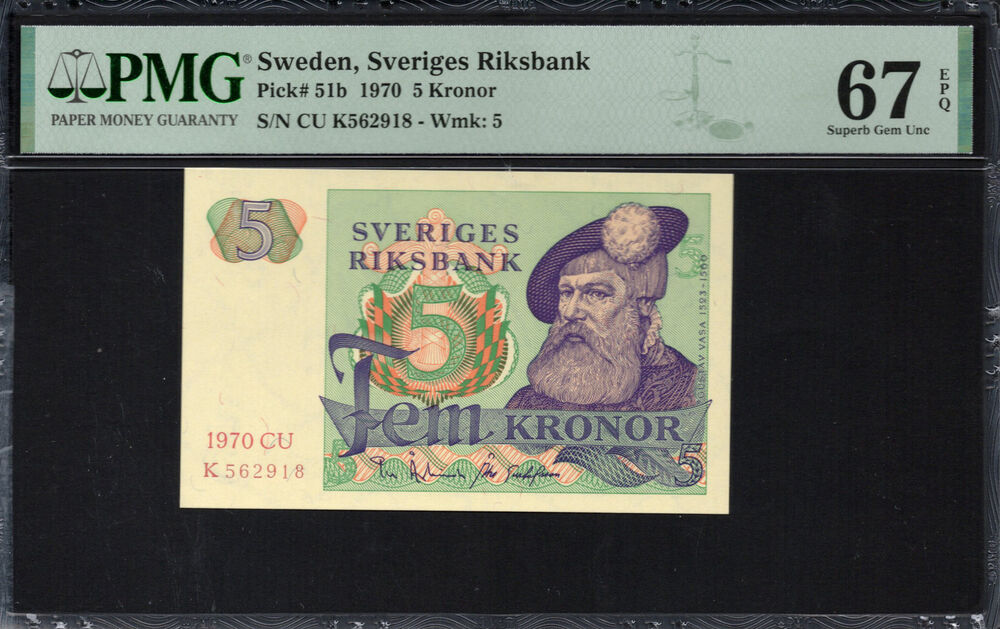 PMG®
PAPER MONEY GUARANTY
Sweden, Sveriges Riksbank
Pick# 51b 1970 5 Kronor
S/N CU K562918 - Wmk: 5
67
EPQ
Superb Gem Unc
5
SVERIGES
RIKSBANK
5
GUSTAV VASA 1523-1560
Fem KRONOR
1970 CU
K 562918
5
5